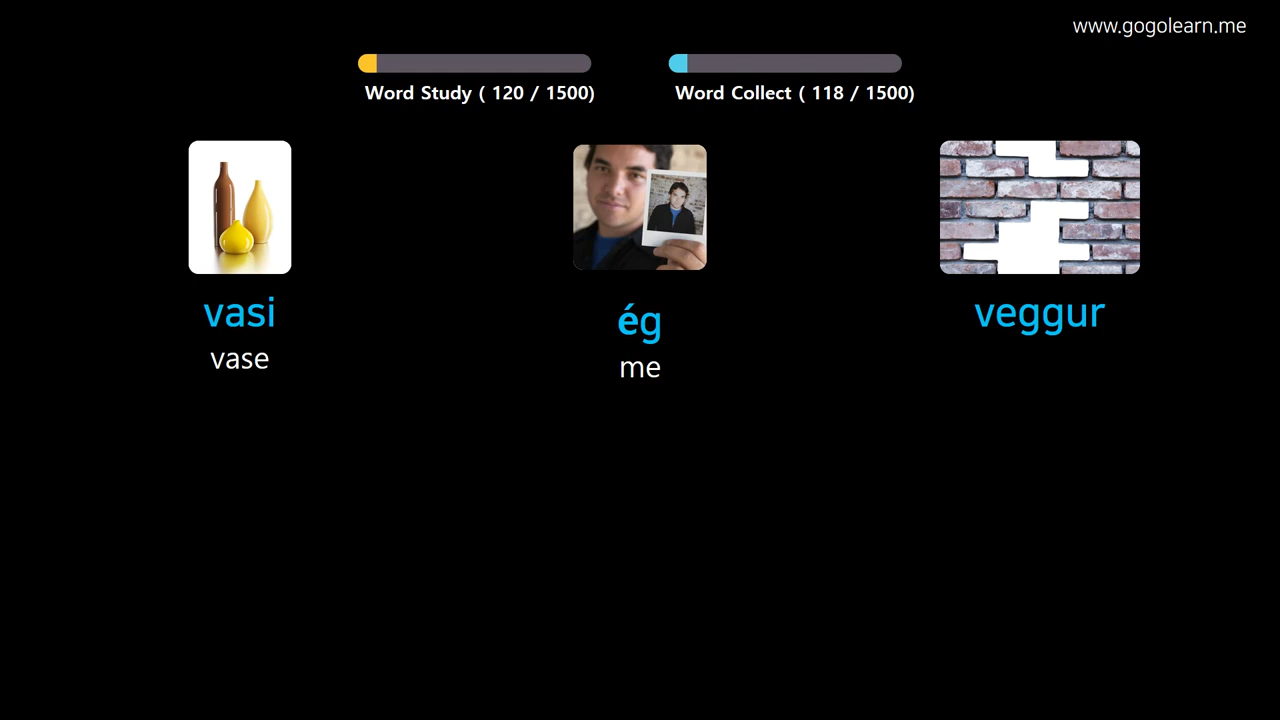 www.gogolearn.me
Word Study ( 120 / 1500)
Word Collect ( 118 / 1500)
vasi
vase
ég
me
veggur